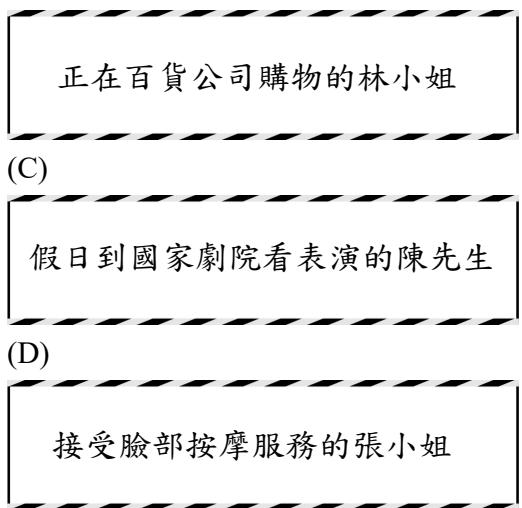 正在百貨公司購物的林小姐
(C)
假日到國家劇院看表演的陳先生
(D)
接受臉部按摩服務的張小姐